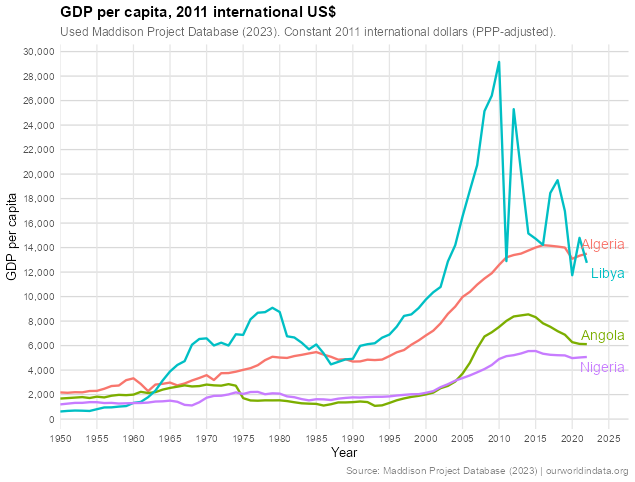 GDP per capita, 2011 international US$
Used Maddison Project Database (2023). Constant 2011 international dollars (PPP-adjusted).
30,000
28,000
26,000
24,000
22,000
20,000
18,000
16,000
14,000
12,000
10,000
8,000
6,000
4,000
2,000
0
GDP per capita
Algeria
Libya
Angola
Nigeria
1950 1955 1960 1965 1970 1975 1980 1985 1990 1995 2000 2005 2010 2015 2020 2025
Year
Source: Maddison Project Database (2023) | ourworldindata.org